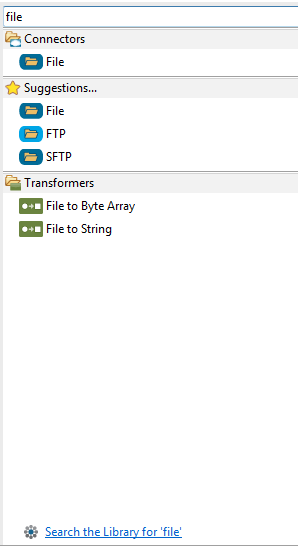 file
Connectors
File
Suggestions...
File
FTP
SFTP
Transformers
File to Byte Array
File to String
Search the Library for 'file'